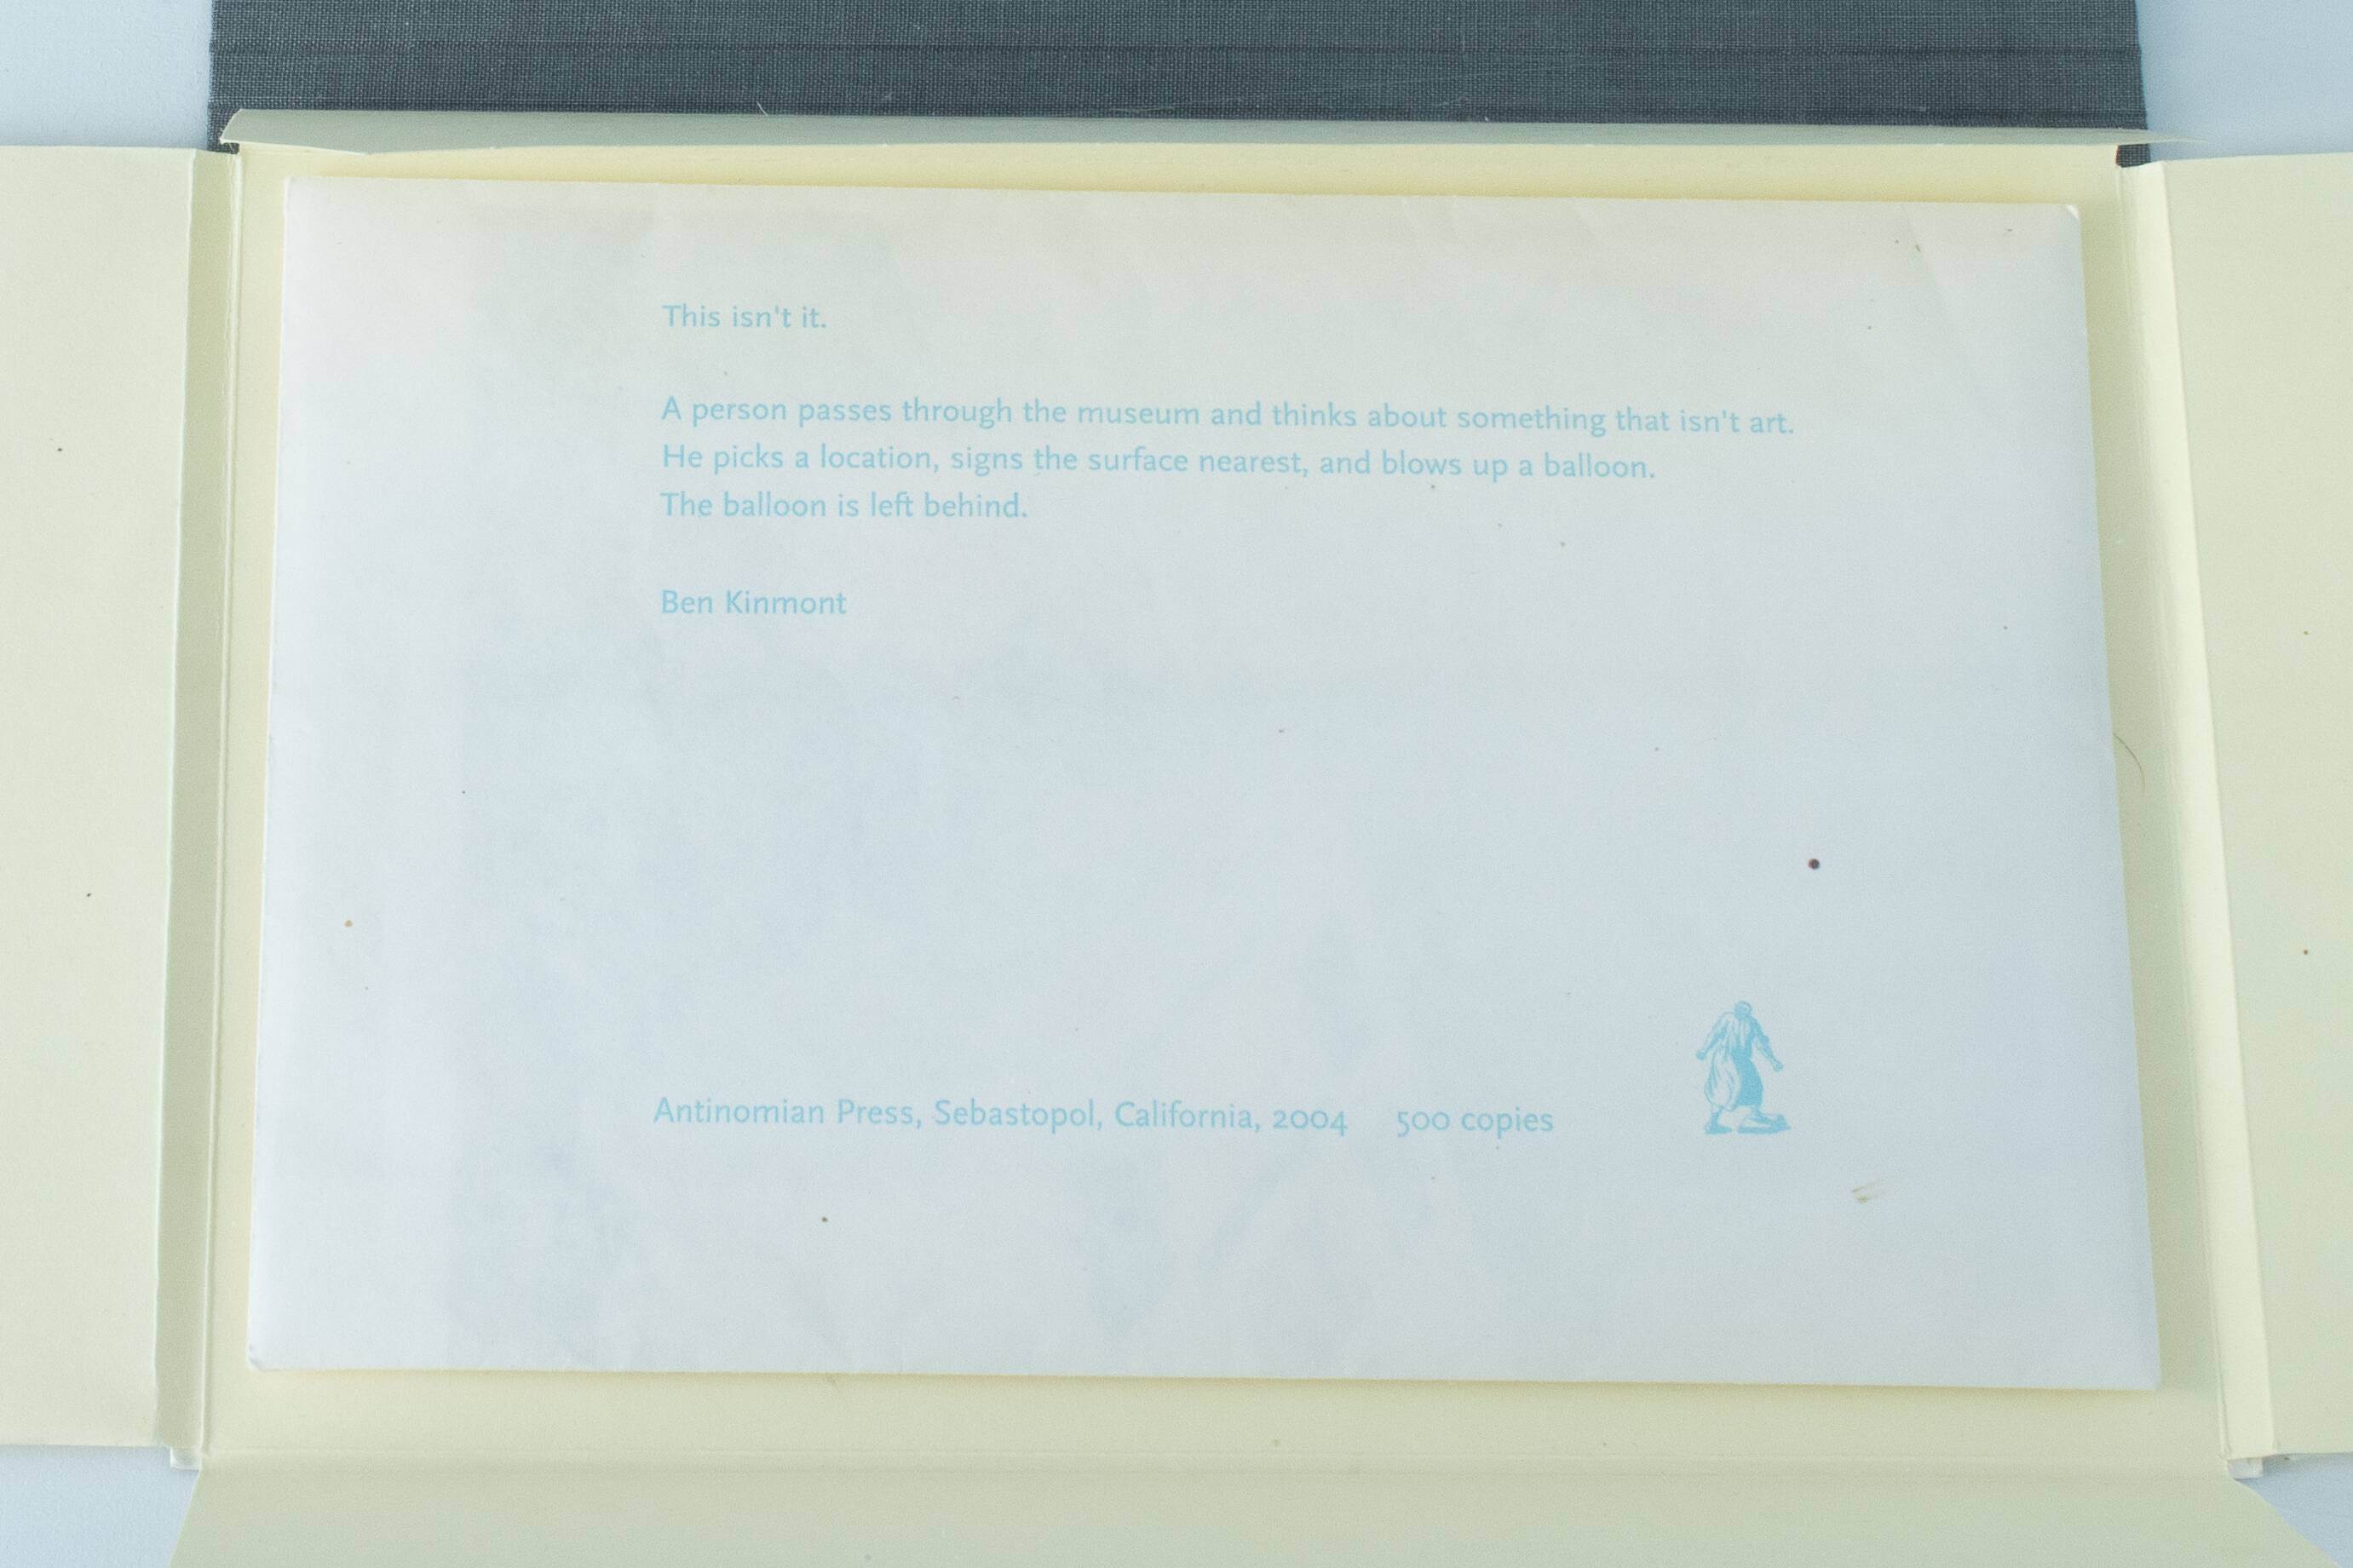 This isn't it.
A person passes through the museum and thinks about something that isn't art.
He picks a location, signs the surface nearest, and blows up a balloon.
The balloon is left behind.
Ben Kinmont
Antinomian Press, Sebastopol, California, 2004 500 copies